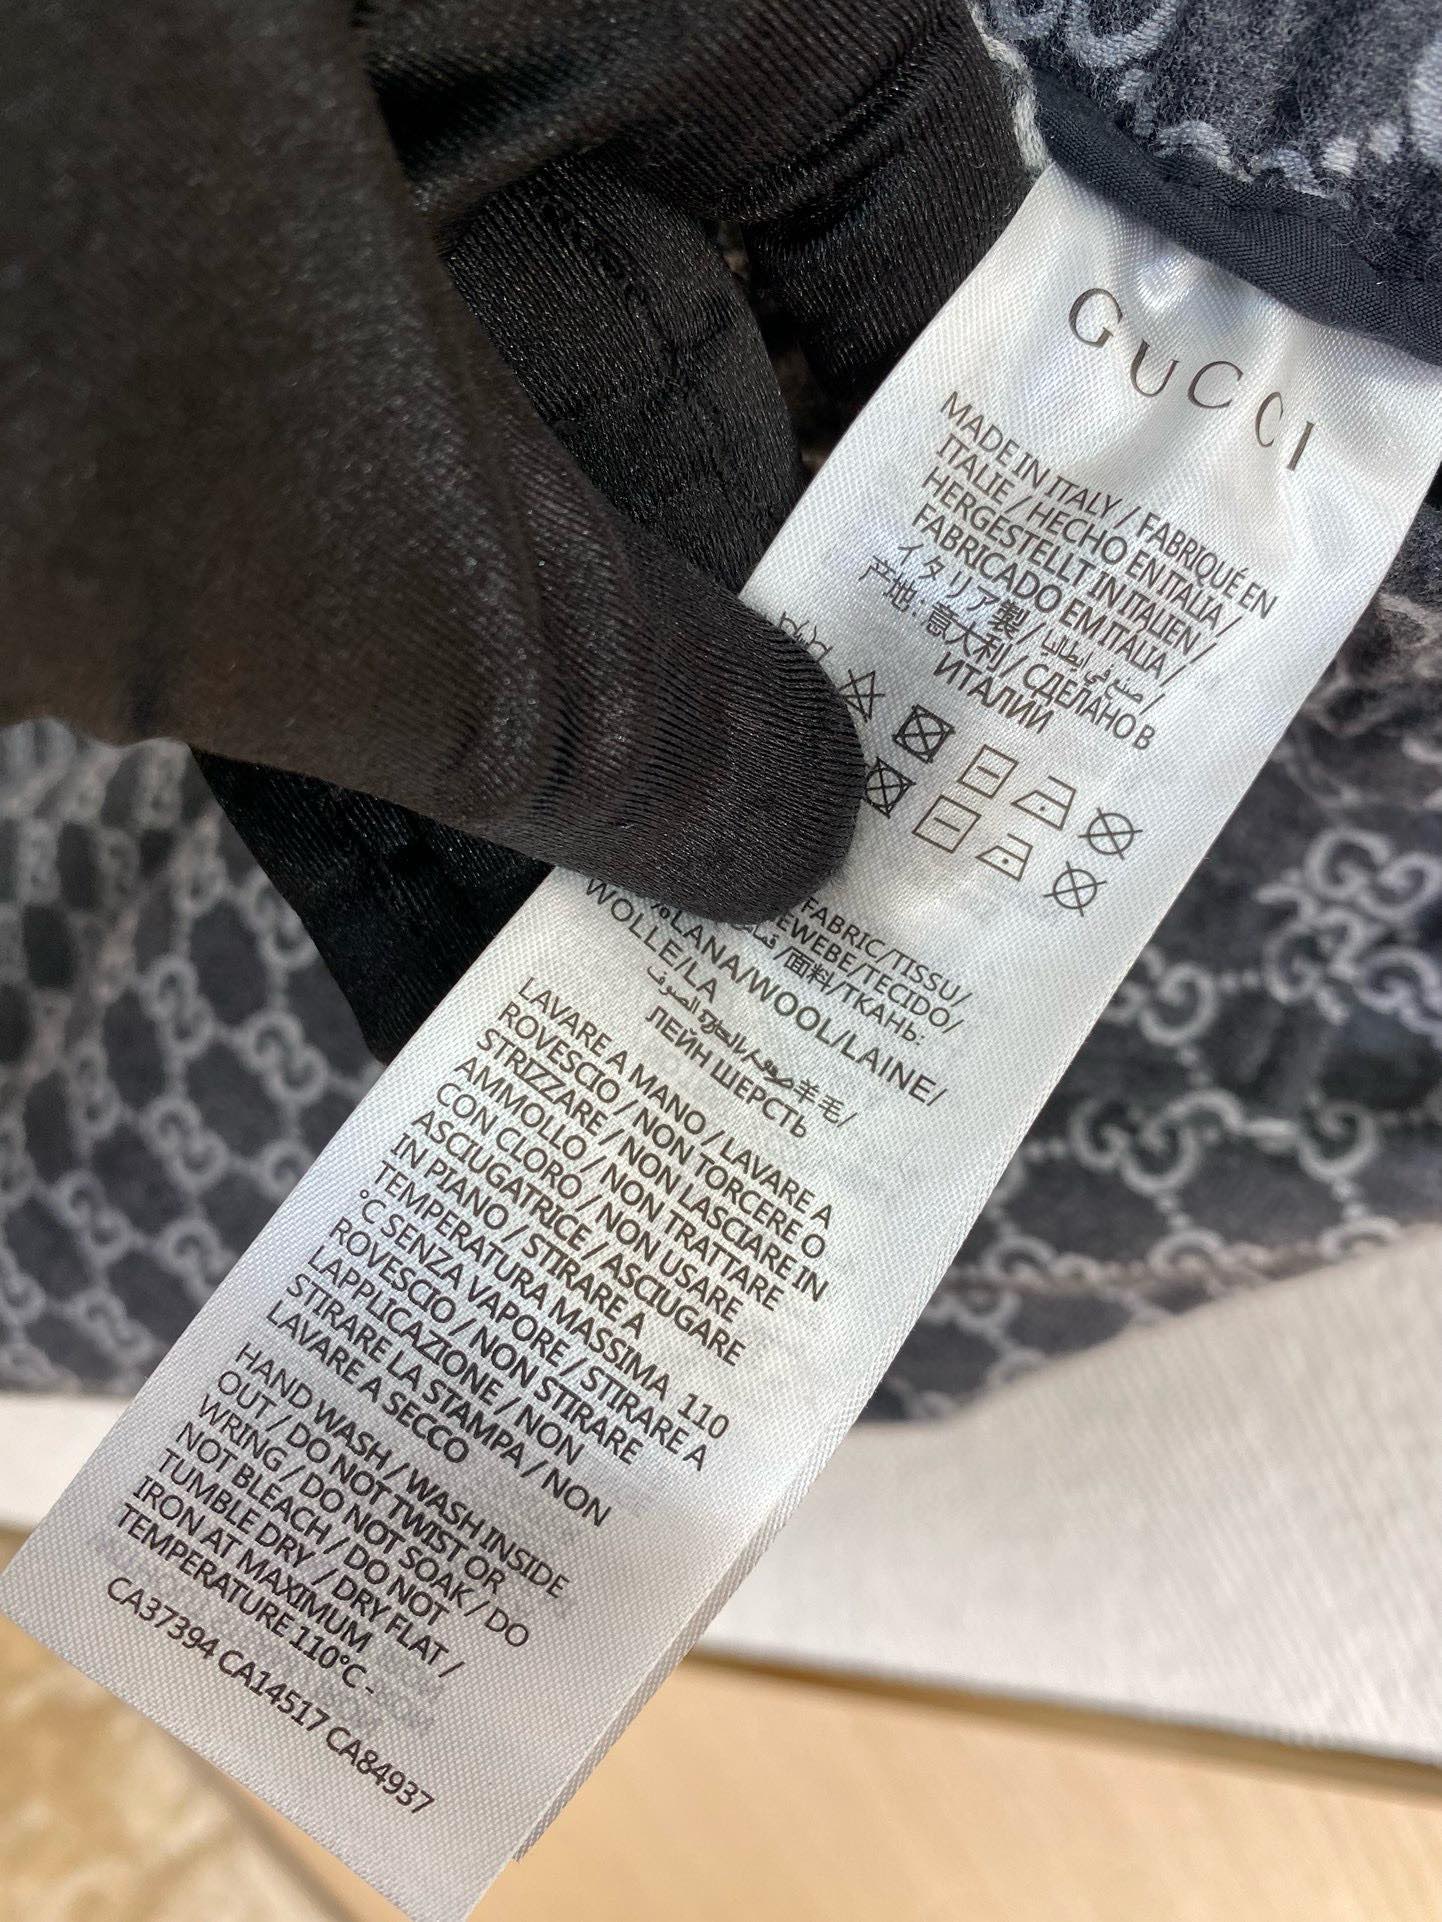 GUCCI
MADE IN ITALY / FABRIQUÉ EN
ITALIE / HECHO EN ITALIA /
HERGESTELLT IN ITALIEN /
FABRICADO EM ITALIA /
イタリア製 / صنع في إيطاليا /
产地: 意大利 / СДЕЛАНО В
ИТАЛИИ
FABRIC/TISSU/
EWEBE/TECIDO/
/面料/ТКАНЬ:
%LANA/WOOL/LAINE/
WOLLE/LA
羊毛/
ЛЕЙН ШЕРСТЬ
LAVARE A MANO / LAVARE A
ROVESCIO / NON TORCERE O
STRIZZARE / NON LASCIARE IN
AMMOLLO / NON TRATTARE
CON CLORO / NON USARE
ASCIUGATRICE / ASCIUGARE
IN PIANO / STIRARE A
TEMPERATURA MASSIMA 110
°C SENZA VAPORE / STIRARE A
ROVESCIO / NON STIRARE
LAPPLICAZIONE / NON
STIRARE LA STAMPA / NON
LAVARE A SECCO
HAND WASH / WASH INSIDE
OUT / DO NOT TWIST OR
WRING / DO NOT SOAK / DO
NOT BLEACH / DO NOT
TUMBLE DRY / DRY FLAT /
IRON AT MAXIMUM
TEMPERATURE 110°C -
CA37394 CA14517 CA84937